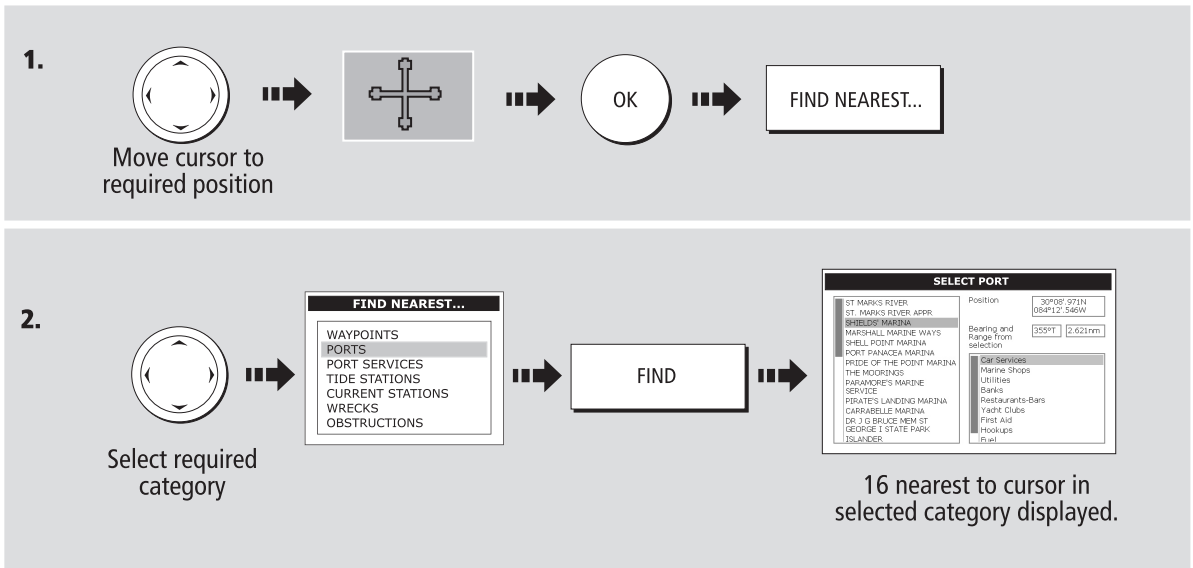 1.
Move cursor to
required position
OK
FIND NEAREST...
2.
Select required
category
FIND NEAREST...
WAYPOINTS
PORTS
PORT SERVICES
TIDE STATIONS
CURRENT STATIONS
WRECKS
OBSTRUCTIONS
FIND
SELECT PORT
ST MARKS RIVER
ST. MARKS RIVER APPR
SHIELDS' MARINA
MARSHALL MARINE WAYS
SHELL POINT MARINA
PORT PANACEA MARINA
PRIDE OF THE POINT MARINA
THE MOORINGS
PARAMORE'S MARINE
SERVICE
PIRATE'S LANDING MARINA
CARRABELLE MARINA
DR J G BRUCE MEM ST
GEORGE I STATE PARK
ISLANDER
Position
30°08'.971N
084°12'.546W
Bearing and
Range from
selection
355°T
2.621nm
Car Services
Marine Shops
Utilities
Banks
Restaurants-Bars
Yacht Clubs
First Aid
Hookups
Fuel
16 nearest to cursor in
selected category displayed.